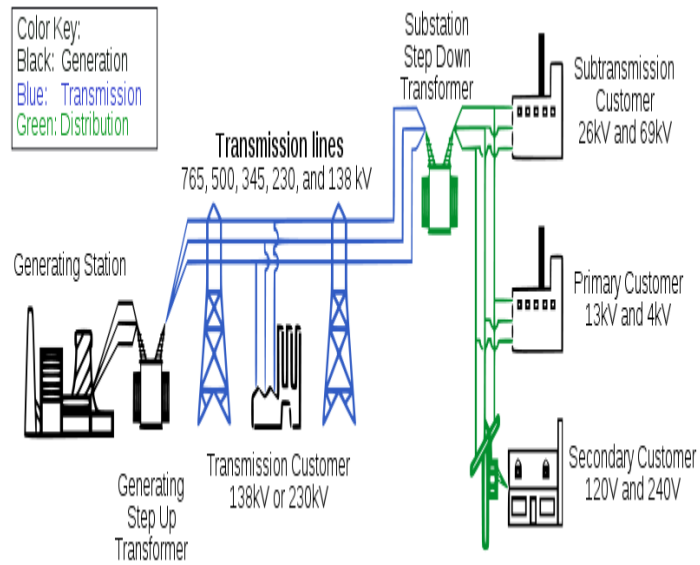 Color Key:
Black: Generation
Blue: Transmission
Green: Distribution
Substation
Step Down
Transformer
Subtransmission
Customer
26kV and 69kV
Transmission lines
765, 500, 345, 230, and 138 kV
Generating Station
Primary Customer
13kV and 4kV
Transmission Customer
138kV or 230kV
Generating
Step Up
Transformer
Secondary Customer
120V and 240V